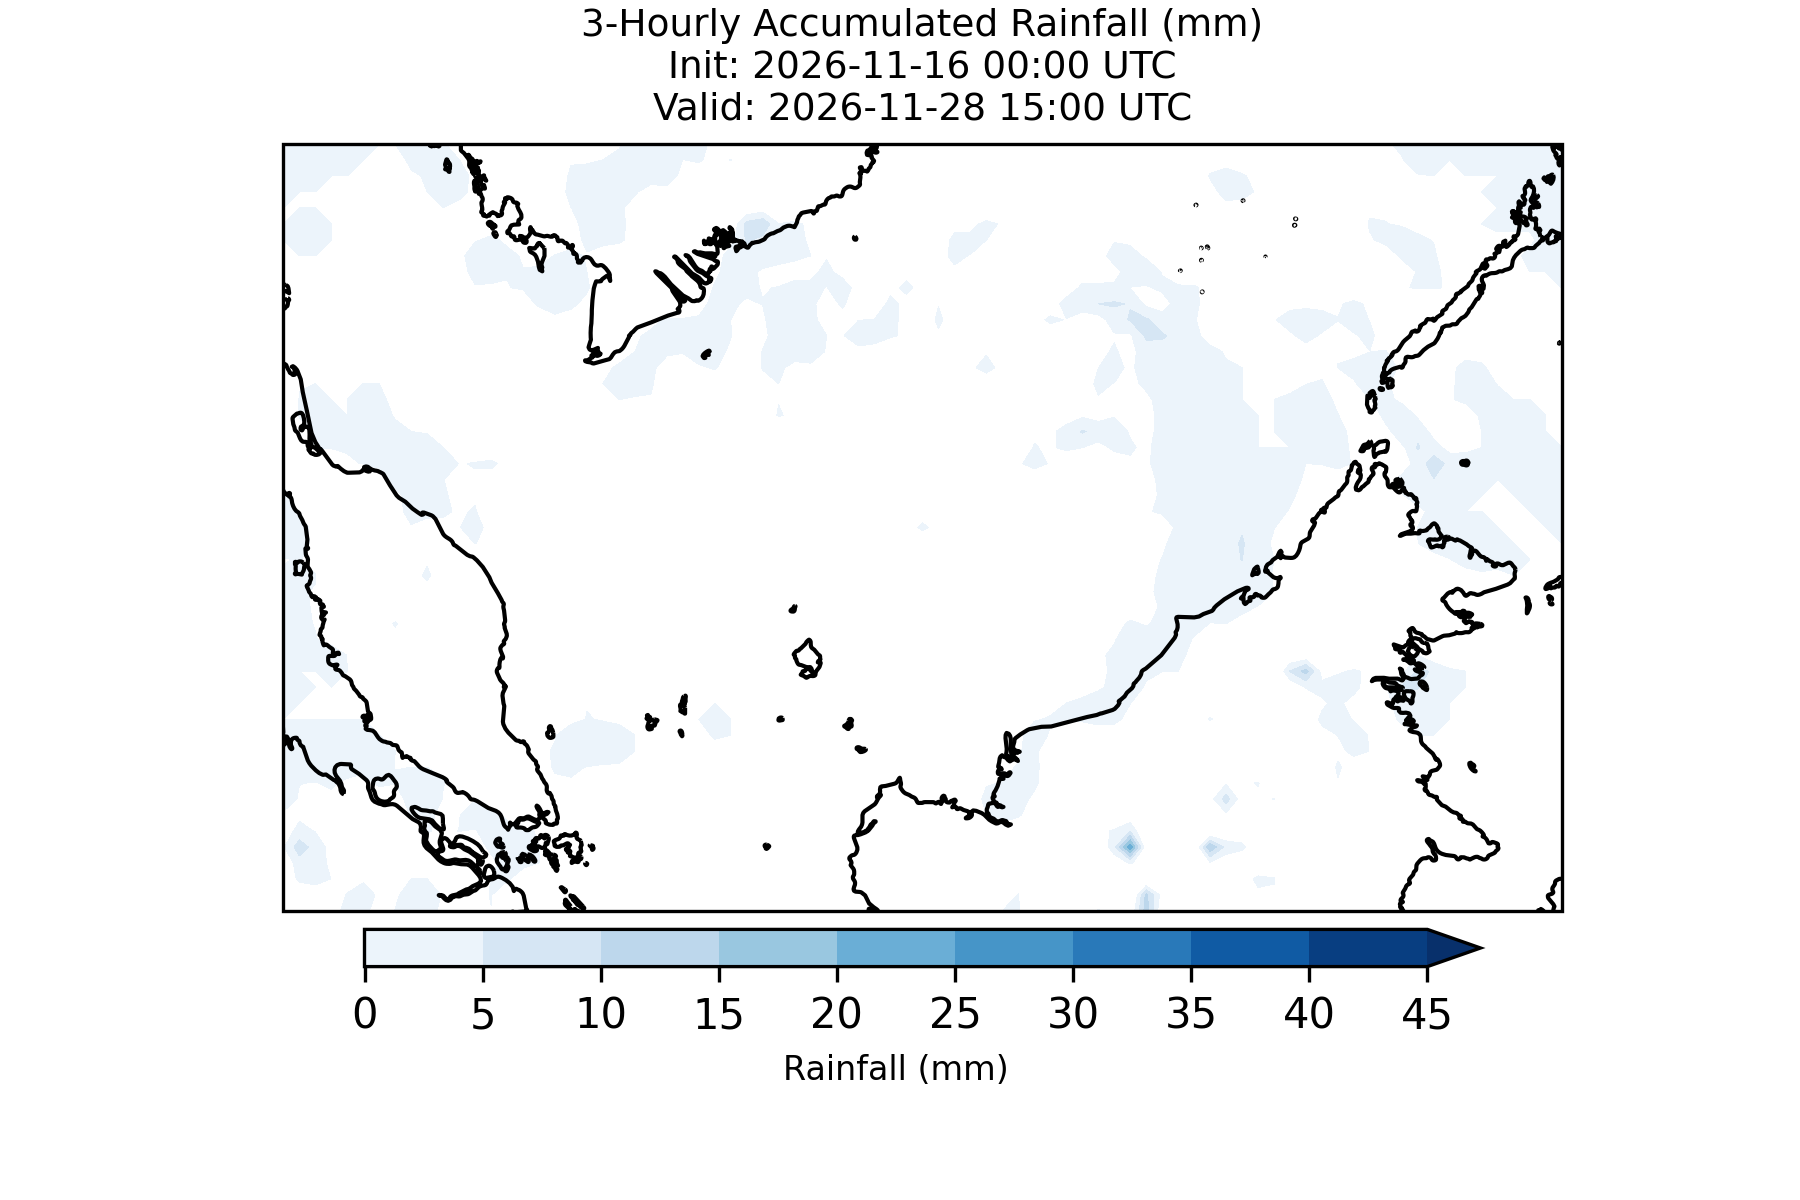 3-Hourly Accumulated Rainfall (mm)
Init: 2026-11-16 00:00 UTC
Valid: 2026-11-28 15:00 UTC
0 5 10 15 20 25 30 35 40 45
Rainfall (mm)